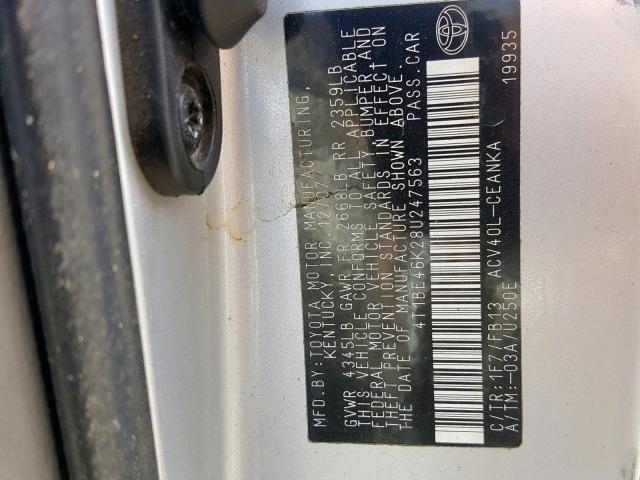 MFD.BY:TOYOTA MOTOR MANUFACTURING,
KENTUCKY, INC. 12/07
GVWR 4345LB GAWR FR 2668LB RR 2359LB
THIS VEHICLE CONFORMS TO ALL APPLICABLE
FEDERAL MOTOR VEHICLE SAFETY, BUMPER AND
THEFT PREVENTION STANDARDS IN EFFECT ON
THE DATE OF MANUFACTURE SHOWN ABOVE.
4T1BE46K28U247563 PASS.CAR
C/TR:1F7/FB13 ACV40L-CEANKA
A/TM:-03A/U250E 19935